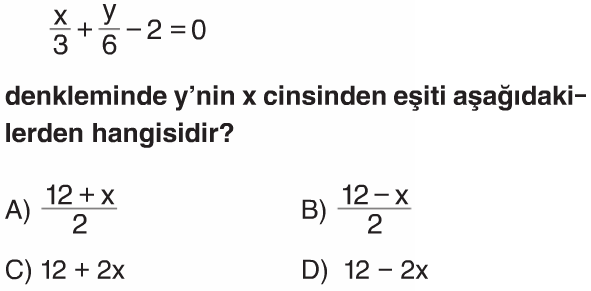 x/3 + y/6 − 2 = 0
denkleminde y’nin x cinsinden eşiti aşağıdaki-
lerden hangisidir?
A) (12 + x)/2 B) (12 − x)/2
C) 12 + 2x D) 12 − 2x